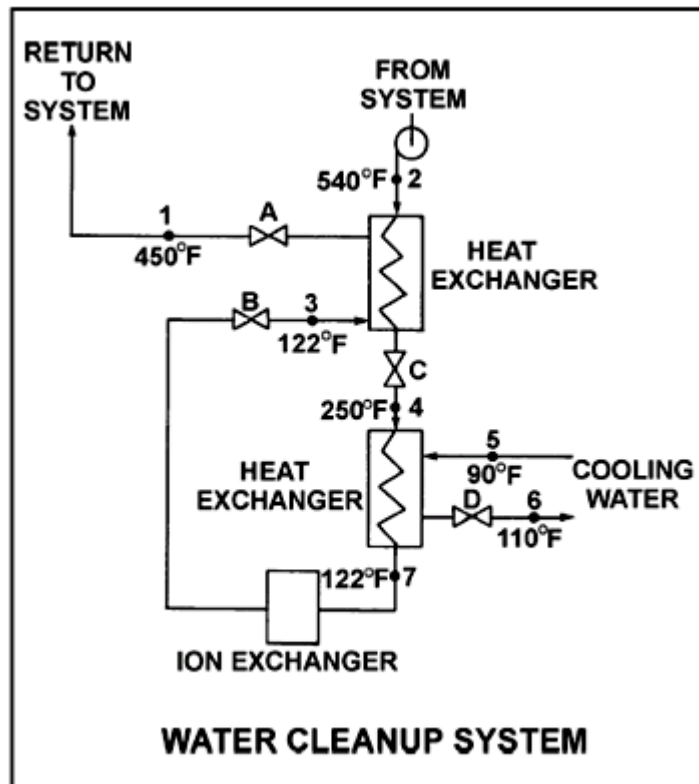 RETURN
TO
SYSTEM
FROM
SYSTEM
540°F 2
1
A
450°F
HEAT
EXCHANGER
B
3
122°F
C
250°F 4
HEAT
EXCHANGER
5
90°F
COOLING
WATER
D
6
110°F
122°F 7
ION EXCHANGER
WATER CLEANUP SYSTEM